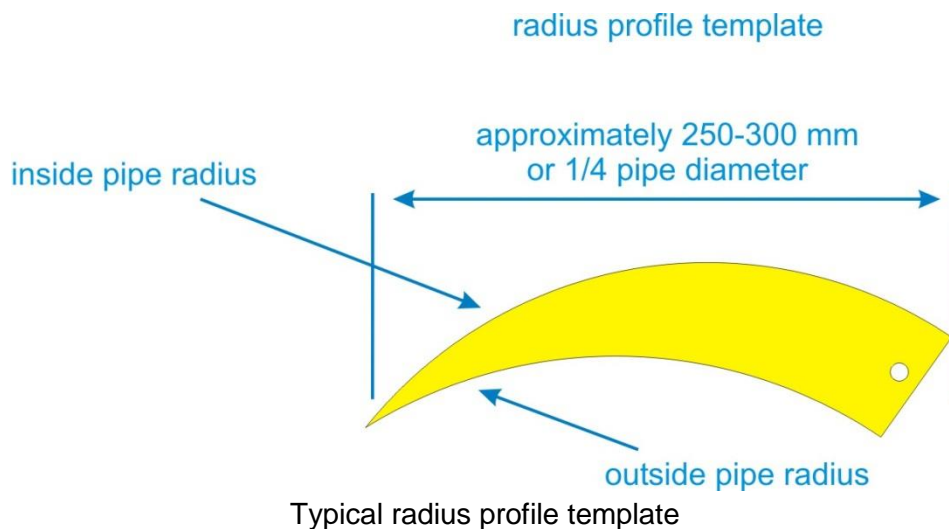 radius profile template
approximately 250-300 mm
or 1/4 pipe diameter
inside pipe radius
outside pipe radius
Typical radius profile template